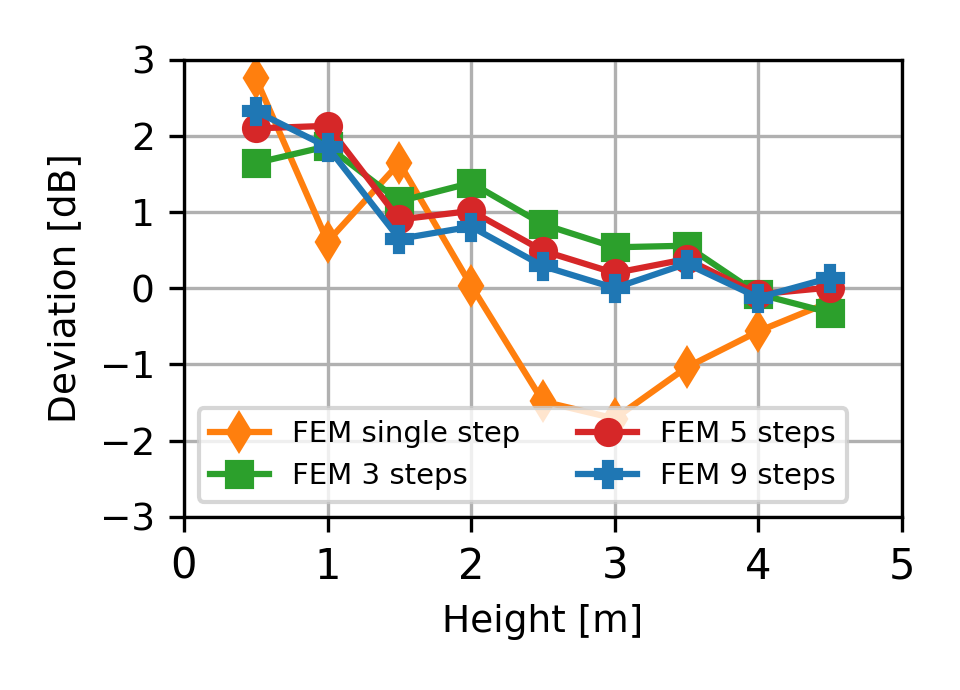 3
2
1
0
−1
−2
−3
Deviation [dB]
FEM single step
FEM 3 steps
FEM 5 steps
FEM 9 steps
0 1 2 3 4 5
Height [m]